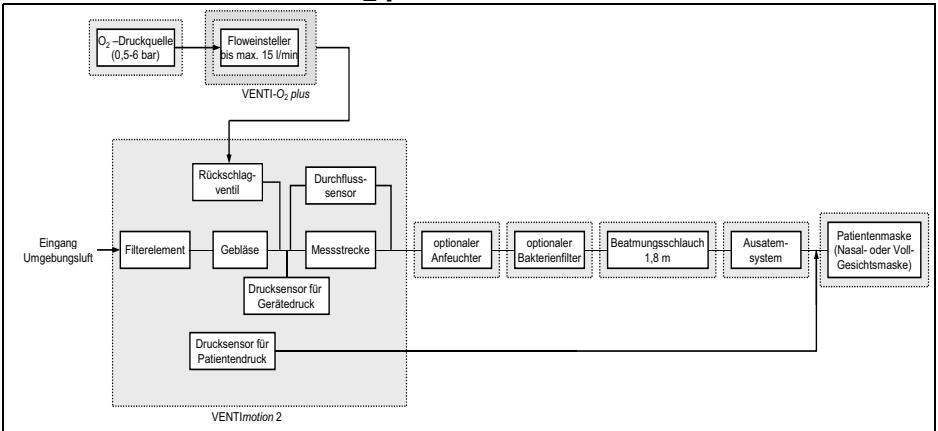 O₂ –Druckquelle
(0,5-6 bar)
Floweinsteller
bis max. 15 l/min
VENTI-O₂ plus
Rückschlag-
ventil
Durchfluss-
sensor
Eingang
Umgebungsluft
Filterelement
Gebläse
Messstrecke
optionaler
Anfeuchter
optionaler
Bakterienfilter
Beatmungsschlauch
1,8 m
Ausatem-
system
Patientenmaske
(Nasal- oder Voll-
Gesichtsmaske)
Drucksensor für
Gerätedruck
Drucksensor für
Patientendruck
VENTImotion 2